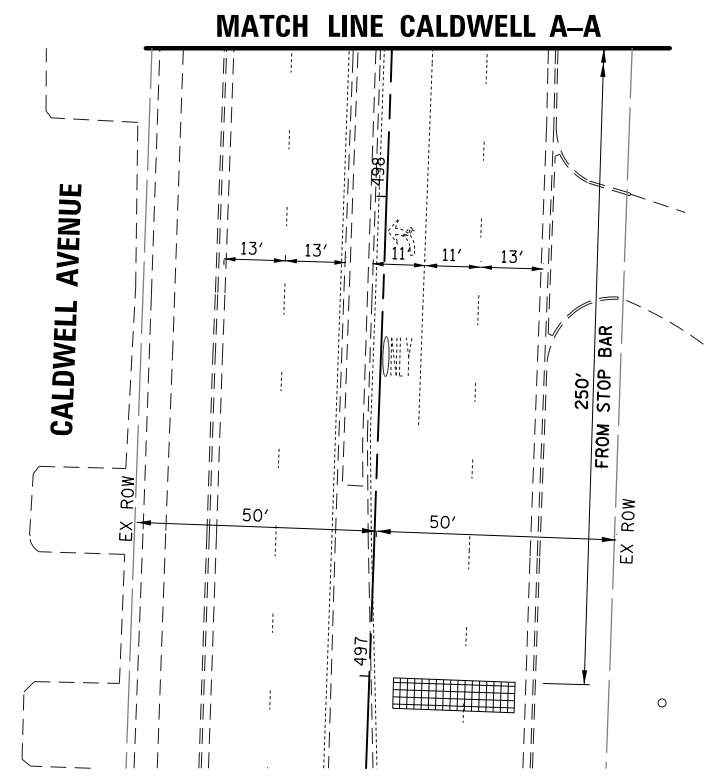 MATCH LINE CALDWELL A–A
CALDWELL AVENUE
498
13'
13'
11'
11'
13'
250'
FROM STOP BAR
EX ROW
50'
50'
EX ROW
497